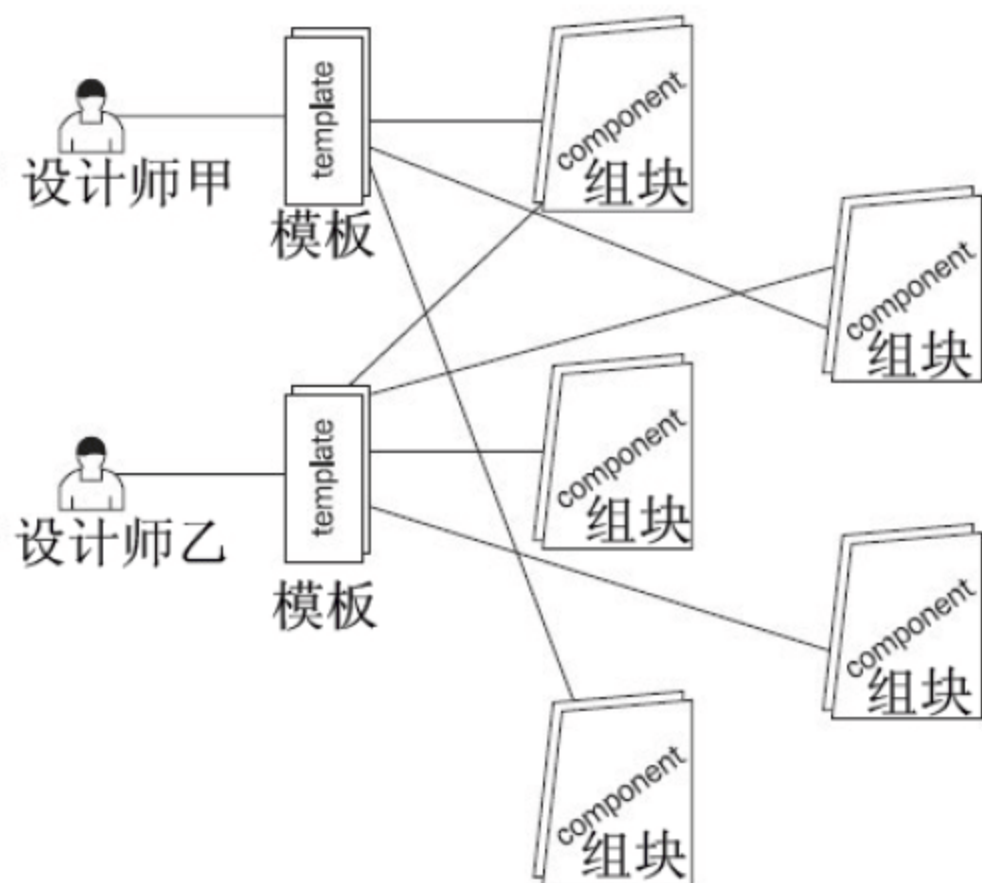 template
component
组块
设计师甲
模板
component
组块
template
component
组块
设计师乙
模板
component
组块
component
组块